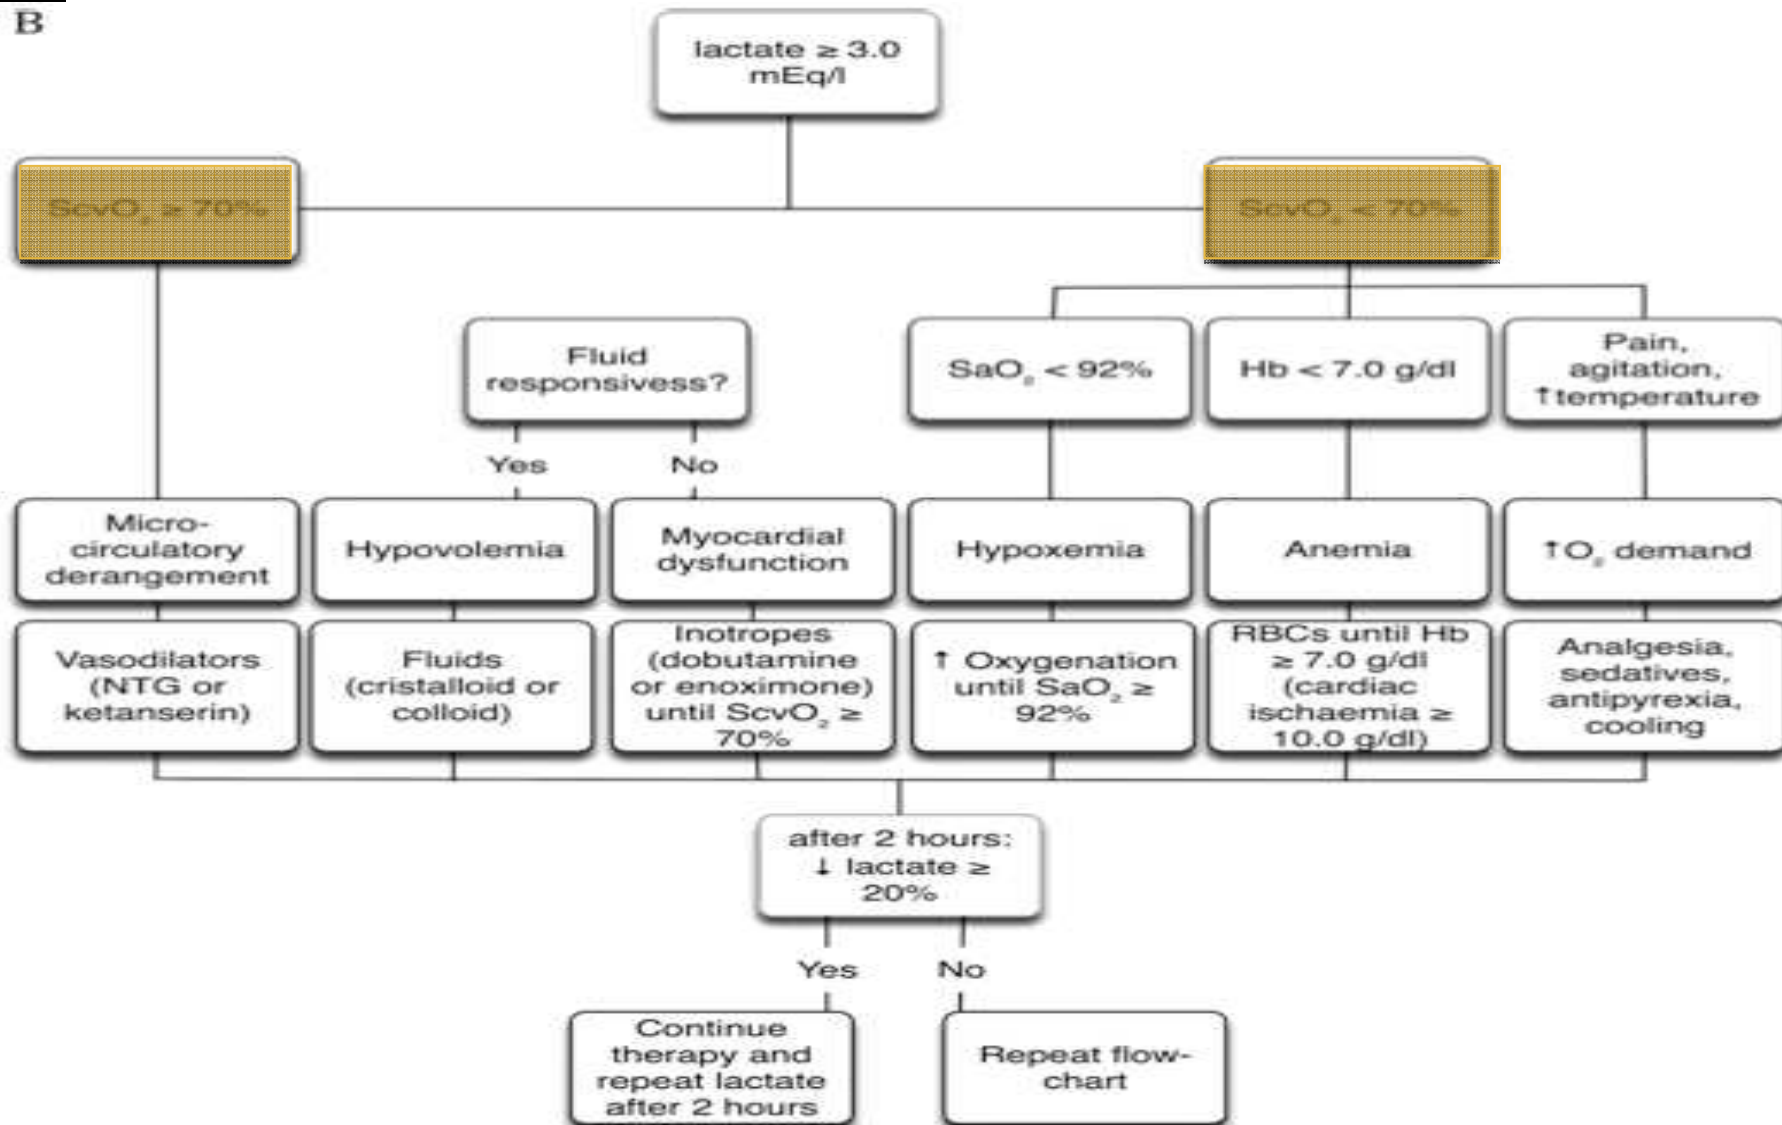 B
lactate ≥ 3.0
mEq/l
ScvO₂ ≥ 70%
ScvO₂ < 70%
Fluid
responsivess?
SaO₂ < 92%
Hb < 7.0 g/dl
Pain,
agitation,
↑temperature
Yes
No
Micro-
circulatory
derangement
Hypovolemia
Myocardial
dysfunction
Hypoxemia
Anemia
↑O₂ demand
Vasodilators
(NTG or
ketanserin)
Fluids
(cristalloid or
colloid)
Inotropes
(dobutamine
or enoximone)
until ScvO₂ ≥
70%
↑ Oxygenation
until SaO₂ ≥
92%
RBCs until Hb
≥ 7.0 g/dl
(cardiac
ischaemia ≥
10.0 g/dl)
Analgesia,
sedatives,
antipyrexia,
cooling
after 2 hours:
↓ lactate ≥
20%
Yes
No
Continue
therapy and
repeat lactate
after 2 hours
Repeat flow-
chart